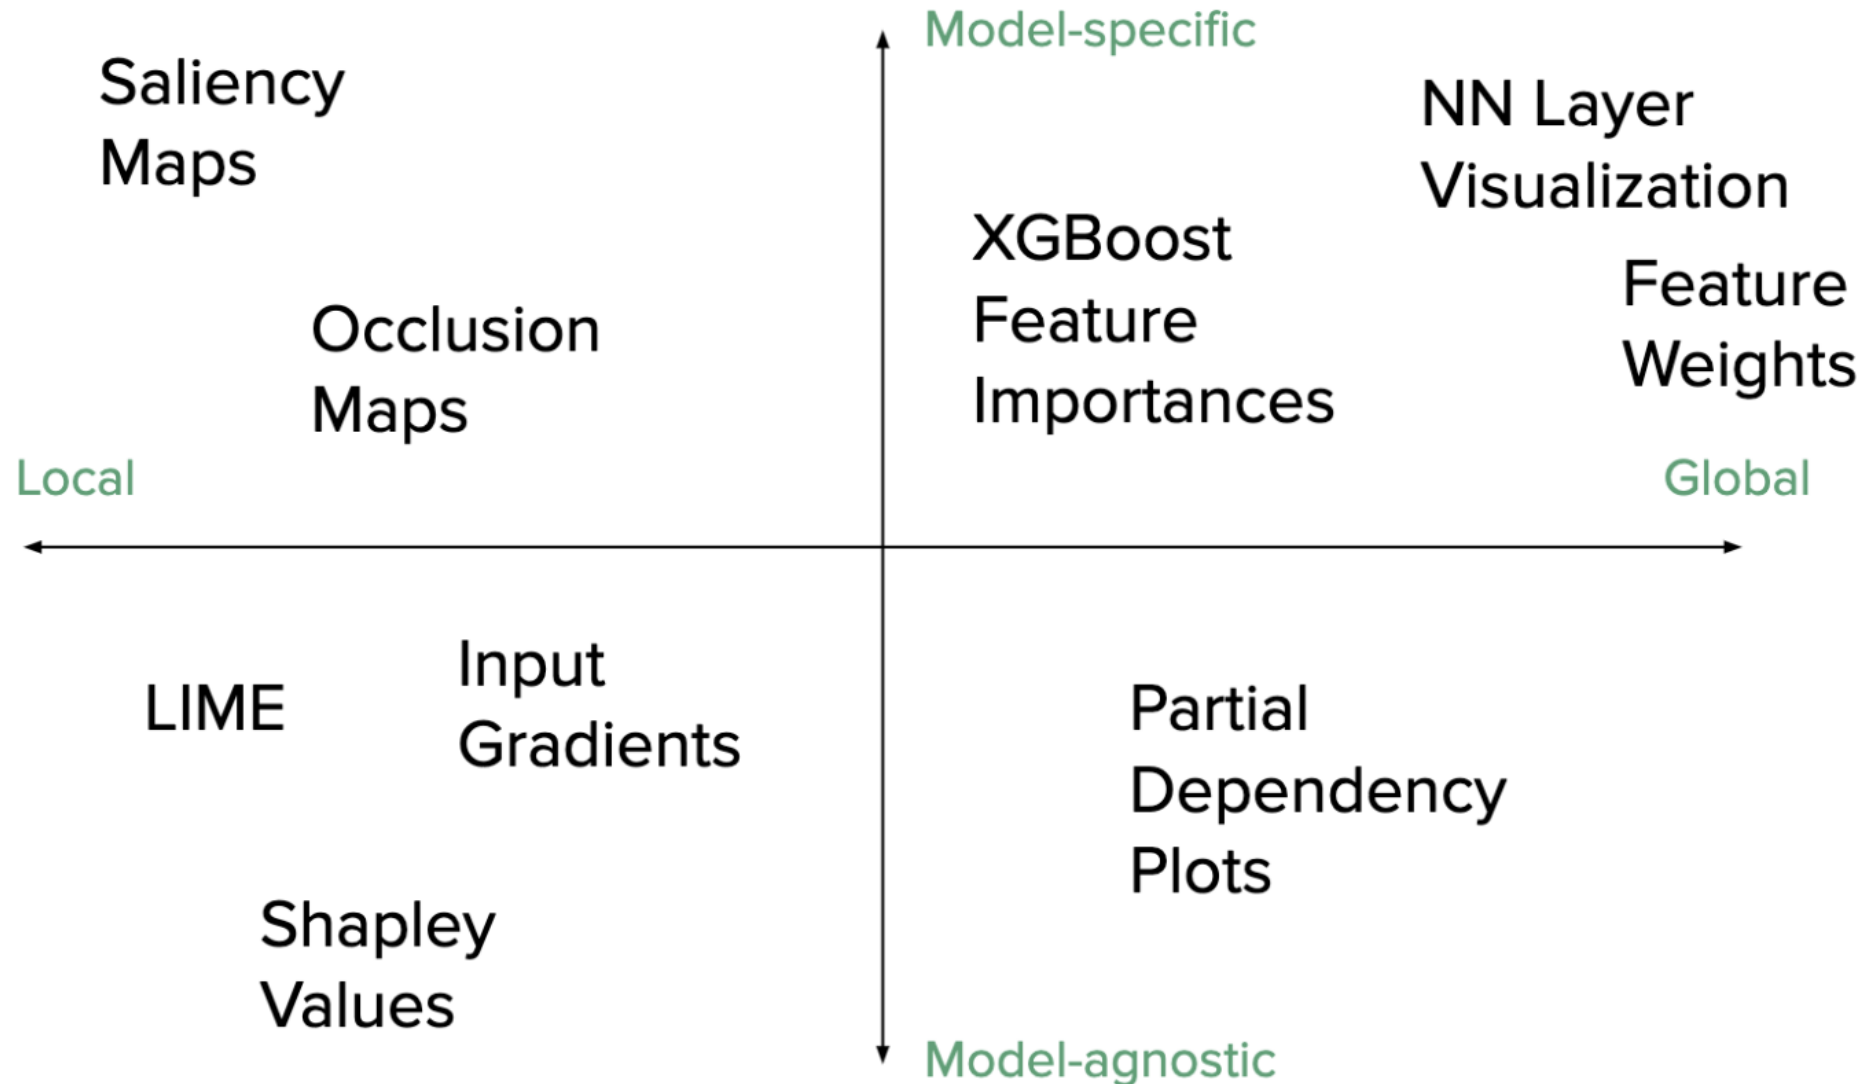 Model-specific
Saliency
Maps
NN Layer
Visualization
XGBoost
Feature
Importances
Feature
Weights
Occlusion
Maps
Local
Global
LIME
Input
Gradients
Partial
Dependency
Plots
Shapley
Values
Model-agnostic